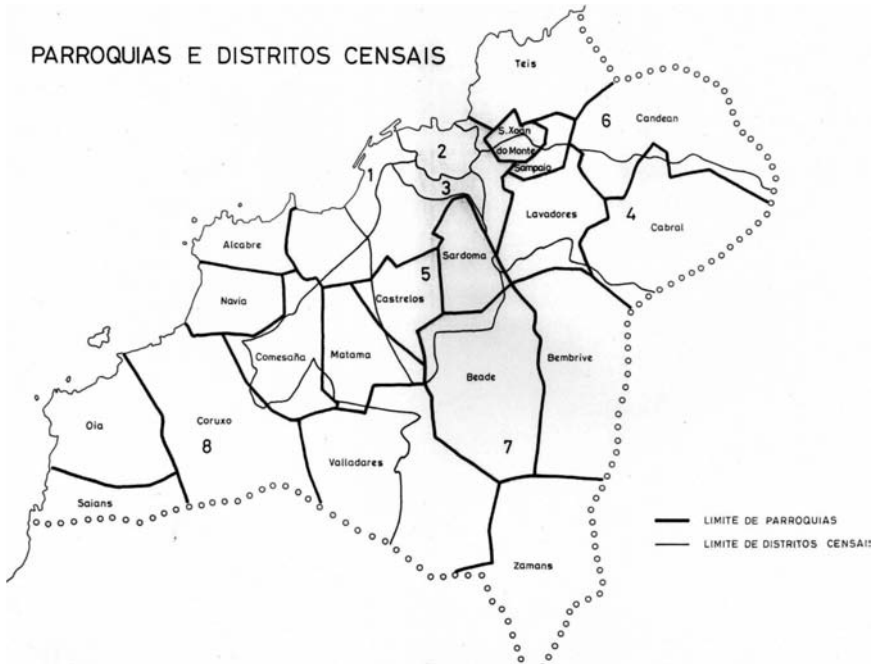 PARROQUIAS E DISTRITOS CENSAIS
Teis
6
Candean
S. Xoan
do Monte
Sampaio
2
1
3
Lavadores
4
Cabral
Alcabre
Sardoma
Navia
5
Castrelos
Comesaña
Matama
Beade
Bembrive
Oia
Coruxo
8
7
Valladares
Saians
Zamans
LIMITE DE PARROQUIAS
LIMITE DE DISTRITOS CENSAIS